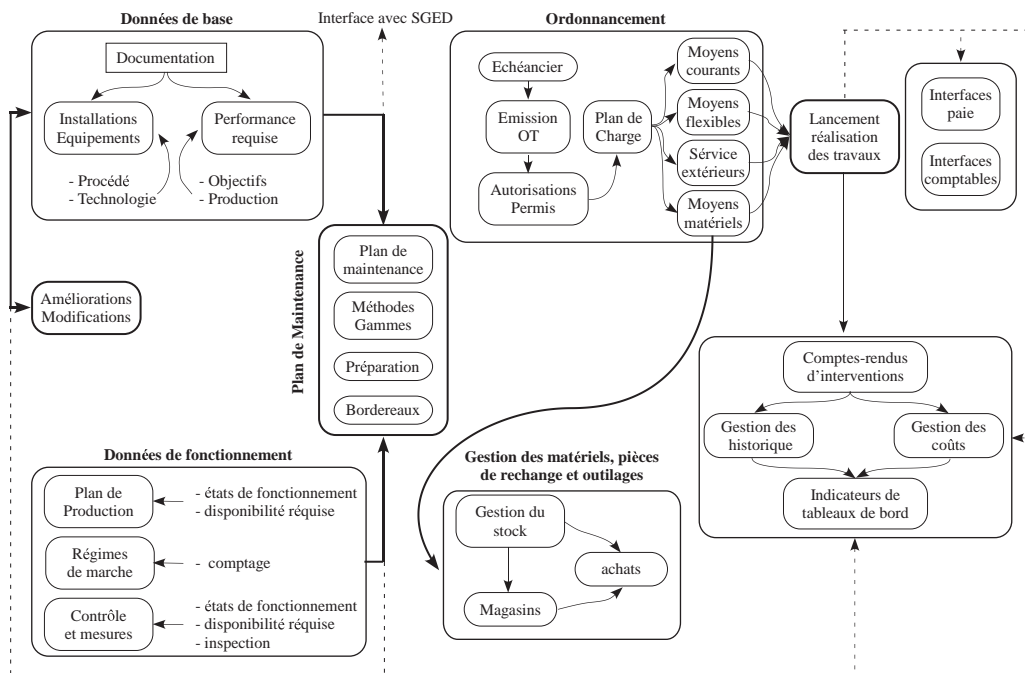 Données de base
Documentation
Installations
Equipements
Performance
requise
- Procédé
- Technologie
- Objectifs
- Production
Améliorations
Modifications
Interface avec SGED
Plan de Maintenance
Plan de
maintenance
Méthodes
Gammes
Préparation
Bordereaux
Données de fonctionnement
Plan de
Production
- états de fonctionnement
- disponibilité réquise
Régimes
de marche
- comptage
Contrôle
et mesures
- états de fonctionnement
- disponibilité réquise
- inspection
Ordonnancement
Echéancier
Emission
OT
Autorisations
Permis
Plan de
Charge
Moyens
courants
Moyens
flexibles
Sérvice
extérieurs
Moyens
matériels
Lancement
réalisation
des travaux
Interfaces
paie
Interfaces
comptables
Gestion des matériels, pièces
de rechange et outilages
Gestion du
stock
achats
Magasins
Comptes-rendus
d'interventions
Gestion des
historique
Gestion des
coûts
Indicateurs de
tableaux de bord